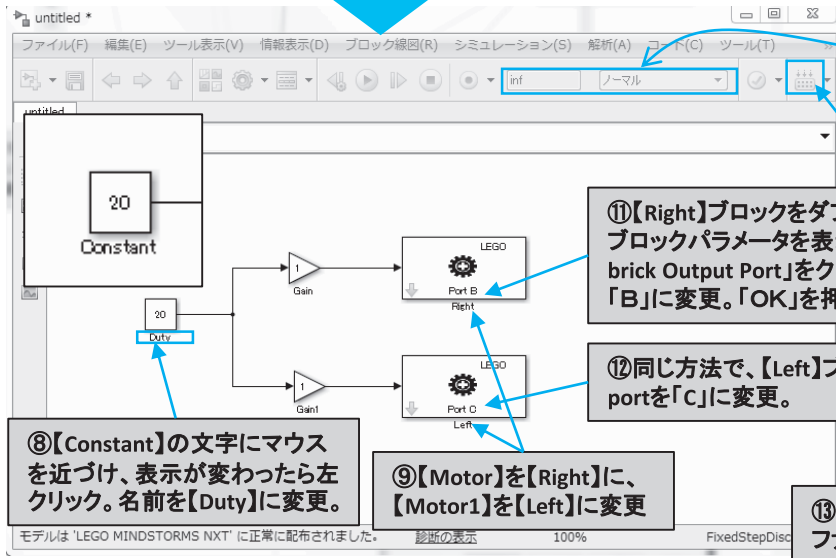 untitled *
ファイル(F) 編集(E) ツール表示(V) 情報表示(D) ブロック線図(R) シミュレーション(S) 解析(A) コード(C) ツール(T)
inf
ノーマル
untitled
20
Constant
⑪【Right】ブロックをダブ
ブロックパラメータを表
brick Output Port」をク
「B」に変更。「OK」を押
LEGO
1
Port B
Gain
Right
20
Duty
⑫同じ方法で、【Left】ブ
portを「C」に変更。
LEGO
1
Port C
Gain1
Left
⑧【Constant】の文字にマウス
を近づけ、表示が変わったら左
クリック。名前を【Duty】に変更。
⑨【Motor】を【Right】に、
【Motor1】を【Left】に変更
⑬
モデルは 'LEGO MINDSTORMS NXT' に正常に配布されました。 診断の表示 100% FixedStepDisc